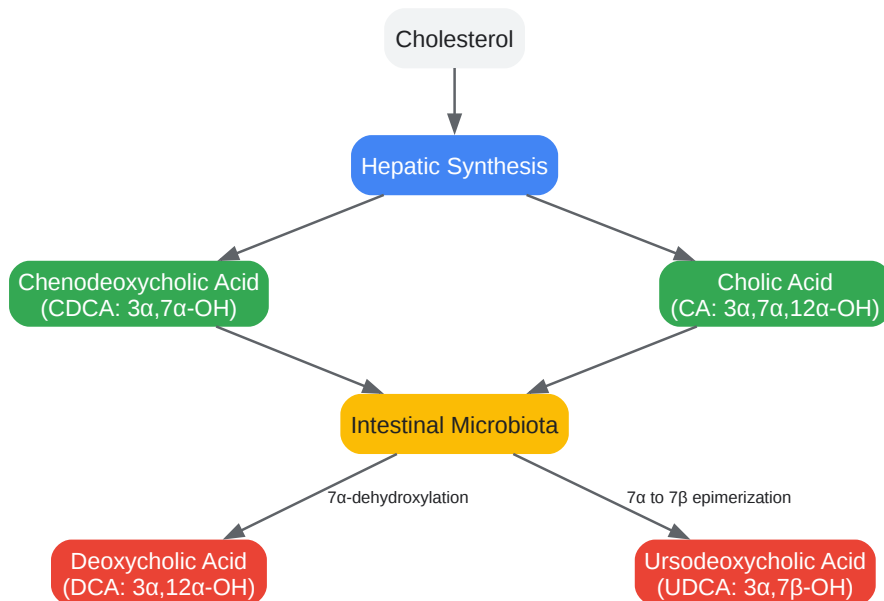 Cholesterol
Hepatic Synthesis
Chenodeoxycholic Acid
(CDCA: 3α,7α-OH)
Cholic Acid
(CA: 3α,7α,12α-OH)
Intestinal Microbiota
7α-dehydroxylation
7α to 7β epimerization
Deoxycholic Acid
(DCA: 3α,12α-OH)
Ursodeoxycholic Acid
(UDCA: 3α,7β-OH)